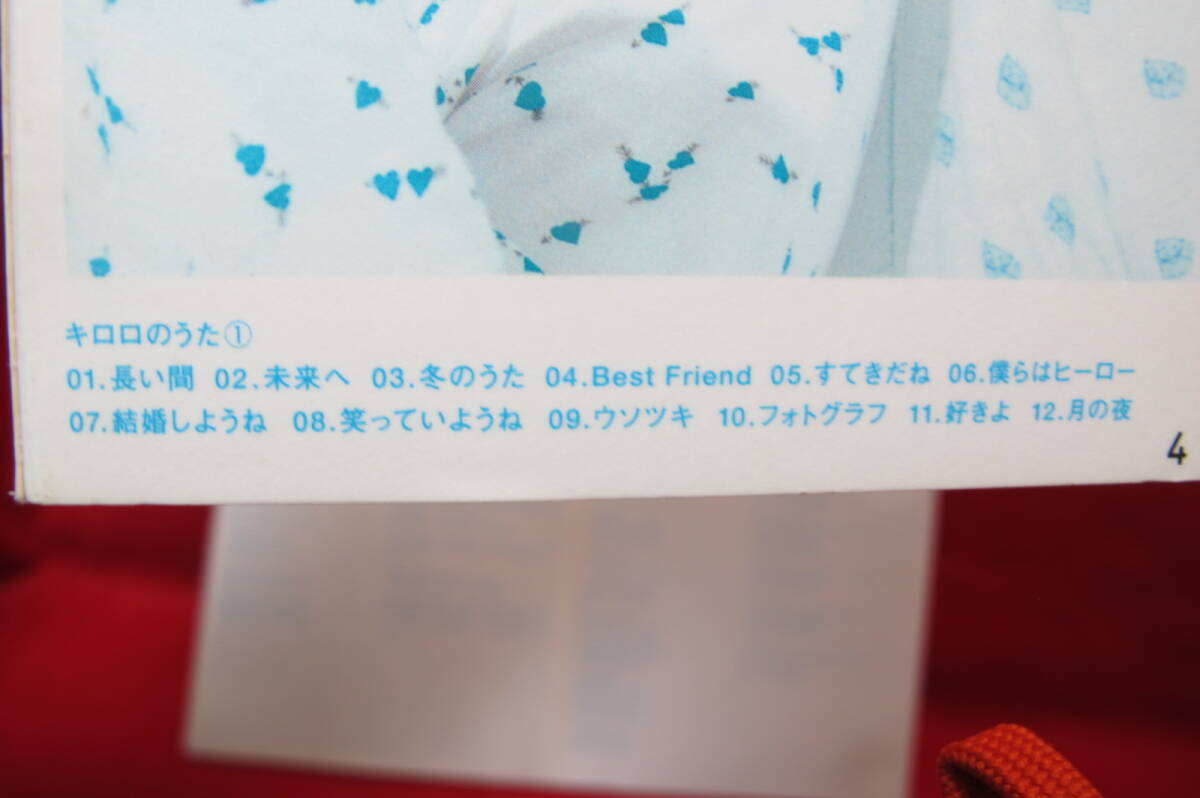 キロロのうた①
01.長い間 02.未来へ 03.冬のうた 04.Best Friend 05.すてきだね 06.僕らはヒーロー
07.結婚しようね 08.笑っていようね 09.ウソツキ 10.フォトグラフ 11.好きよ 12.月の夜
4